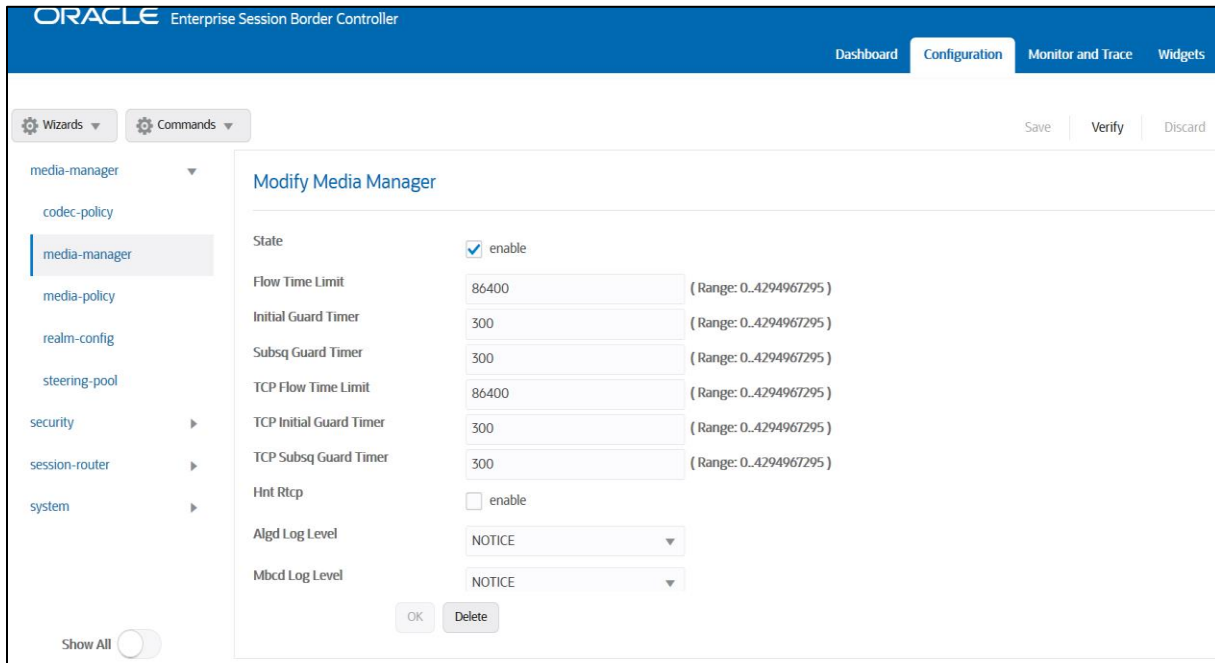 ORACLE Enterprise Session Border Controller
Dashboard Configuration Monitor and Trace Widgets
Wizards Commands Save Verify Discard
media-manager
codec-policy
media-manager
media-policy
realm-config
steering-pool
security
session-router
system
Show All
Modify Media Manager
State enable
Flow Time Limit 86400 ( Range: 0..4294967295 )
Initial Guard Timer 300 ( Range: 0..4294967295 )
Subsq Guard Timer 300 ( Range: 0..4294967295 )
TCP Flow Time Limit 86400 ( Range: 0..4294967295 )
TCP Initial Guard Timer 300 ( Range: 0..4294967295 )
TCP Subsq Guard Timer 300 ( Range: 0..4294967295 )
Hnt Rtcp enable
Algd Log Level NOTICE
Mbcd Log Level NOTICE
OK Delete